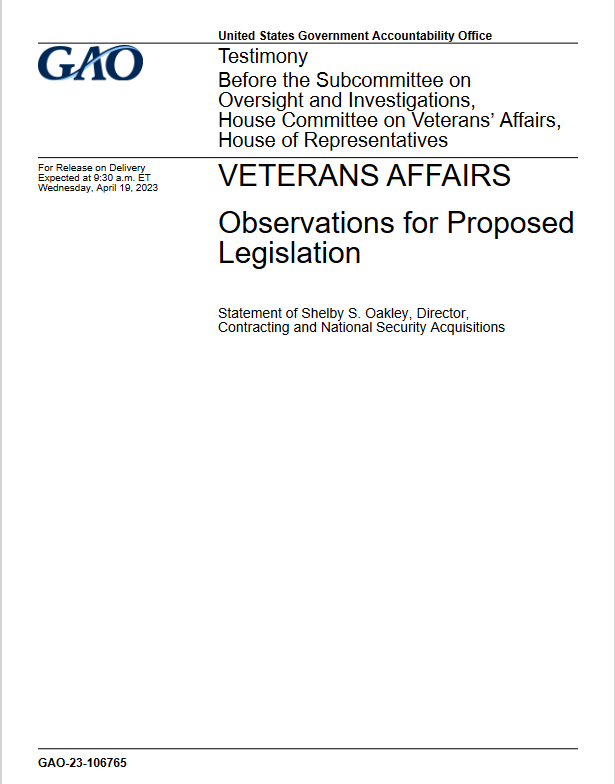 United States Government Accountability Office
GAO
Testimony
Before the Subcommittee on
Oversight and Investigations,
House Committee on Veterans’ Affairs,
House of Representatives
For Release on Delivery
Expected at 9:30 a.m. ET
Wednesday, April 19, 2023
VETERANS AFFAIRS
Observations for Proposed
Legislation
Statement of Shelby S. Oakley, Director,
Contracting and National Security Acquisitions
GAO-23-106765